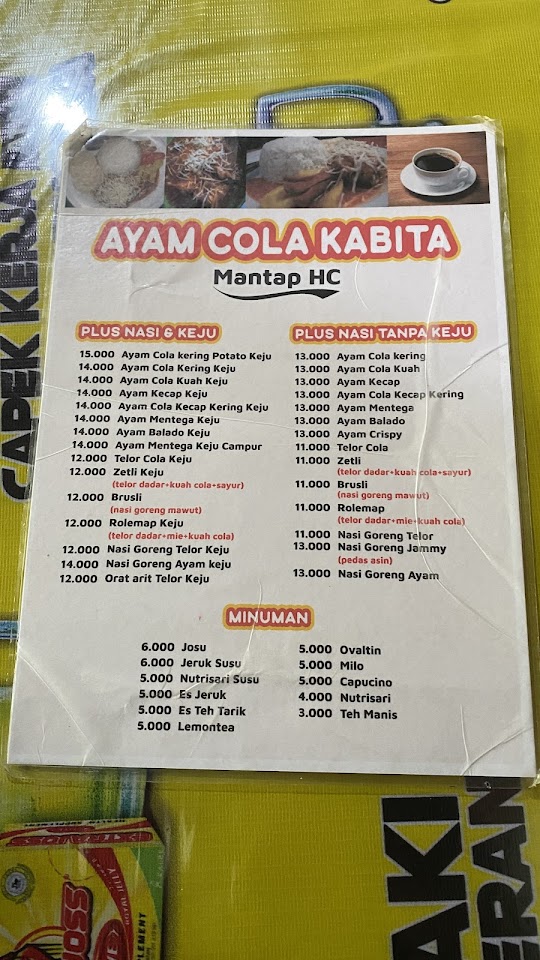 AYAM COLA KABITA
Mantap HC
PLUS NASI & KEJU
15.000 Ayam Cola kering Potato Keju
14.000 Ayam Cola Kering Keju
14.000 Ayam Cola Kuah Keju
14.000 Ayam Kecap Keju
14.000 Ayam Cola Kecap Kering Keju
14.000 Ayam Mentega Keju
14.000 Ayam Balado Keju
14.000 Ayam Mentega Keju Campur
12.000 Telor Cola Keju
12.000 Zetli Keju
(telor dadar+kuah cola+sayur)
12.000 Brusli
(nasi goreng mawut)
12.000 Rolemap Keju
(telor dadar+mie+kuah cola)
12.000 Nasi Goreng Telor Keju
14.000 Nasi Goreng Ayam keju
12.000 Orat arit Telor Keju
PLUS NASI TANPA KEJU
13.000 Ayam Cola kering
13.000 Ayam Cola Kuah
13.000 Ayam Kecap
13.000 Ayam Cola Kecap Kering
13.000 Ayam Mentega
13.000 Ayam Balado
13.000 Ayam Crispy
11.000 Telor Cola
11.000 Zetli
(telor dadar+kuah cola+sayur)
11.000 Brusli
(nasi goreng mawut)
11.000 Rolemap
(telor dadar+mie+kuah cola)
11.000 Nasi Goreng Telor
13.000 Nasi Goreng Jammy
(pedas asin)
13.000 Nasi Goreng Ayam
MINUMAN
6.000 Josu
6.000 Jeruk Susu
5.000 Nutrisari Susu
5.000 Es Jeruk
5.000 Es Teh Tarik
5.000 Lemontea
5.000 Ovaltin
5.000 Milo
5.000 Capucino
4.000 Nutrisari
3.000 Teh Manis
CAPEK KERJA
AKI
ERAN